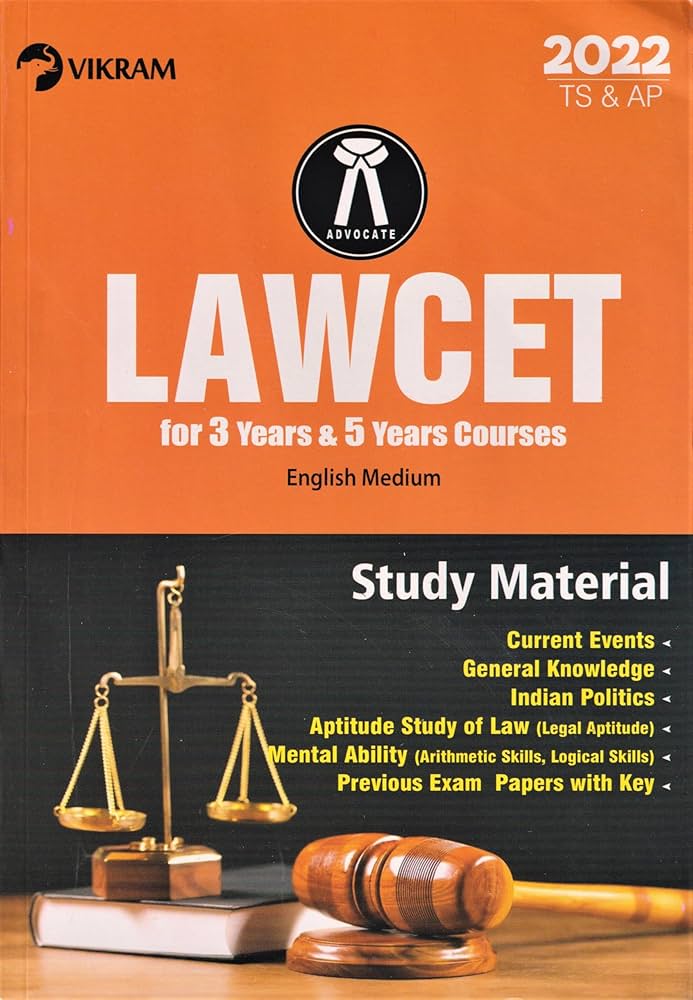 VIKRAM
2022
TS & AP
ADVOCATE
LAWCET
for 3 Years & 5 Years Courses
English Medium
Study Material
Current Events
General Knowledge
Indian Politics
Aptitude Study of Law (Legal Aptitude)
Mental Ability (Arithmetic Skills, Logical Skills)
Previous Exam Papers with Key